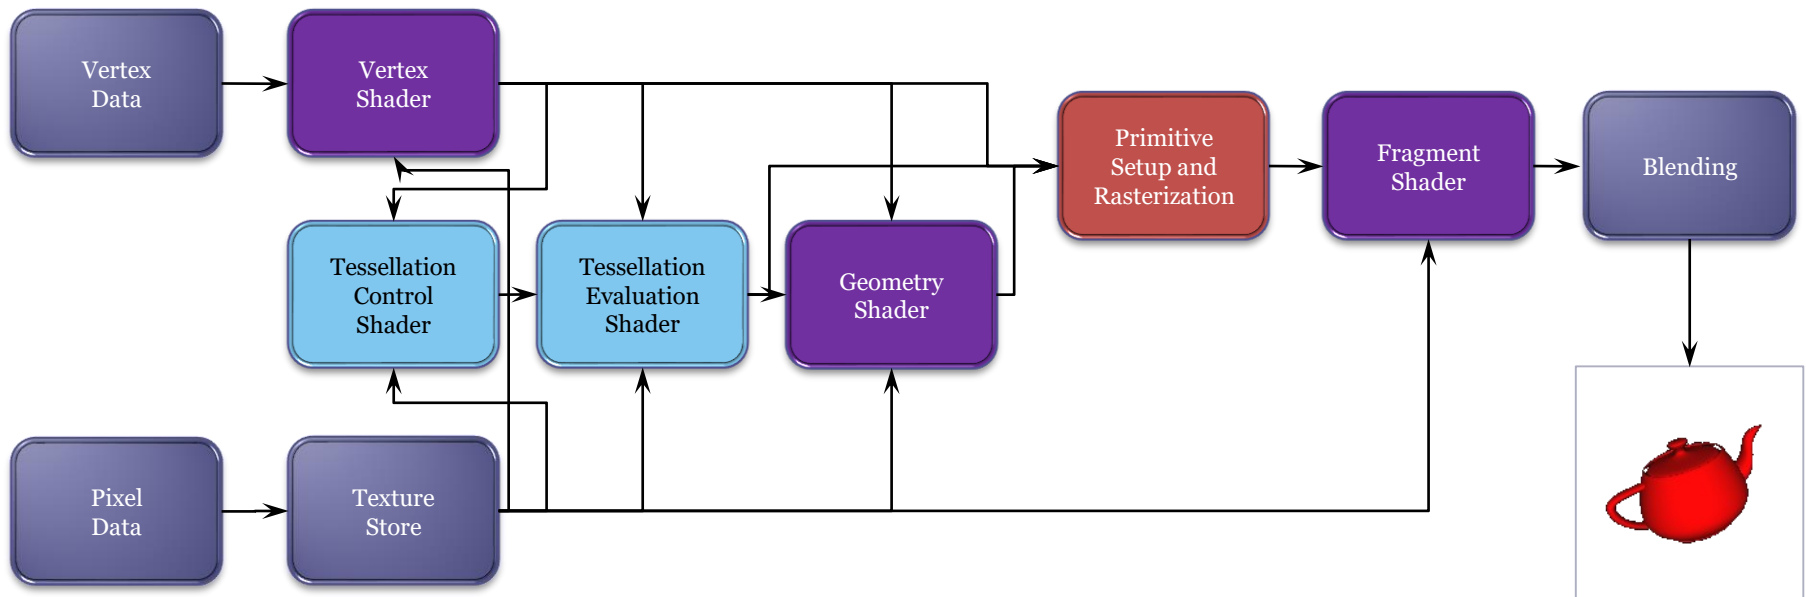 Vertex
Data
Vertex
Shader
Primitive
Setup and
Rasterization
Fragment
Shader
Blending
Tessellation
Control
Shader
Tessellation
Evaluation
Shader
Geometry
Shader
Pixel
Data
Texture
Store